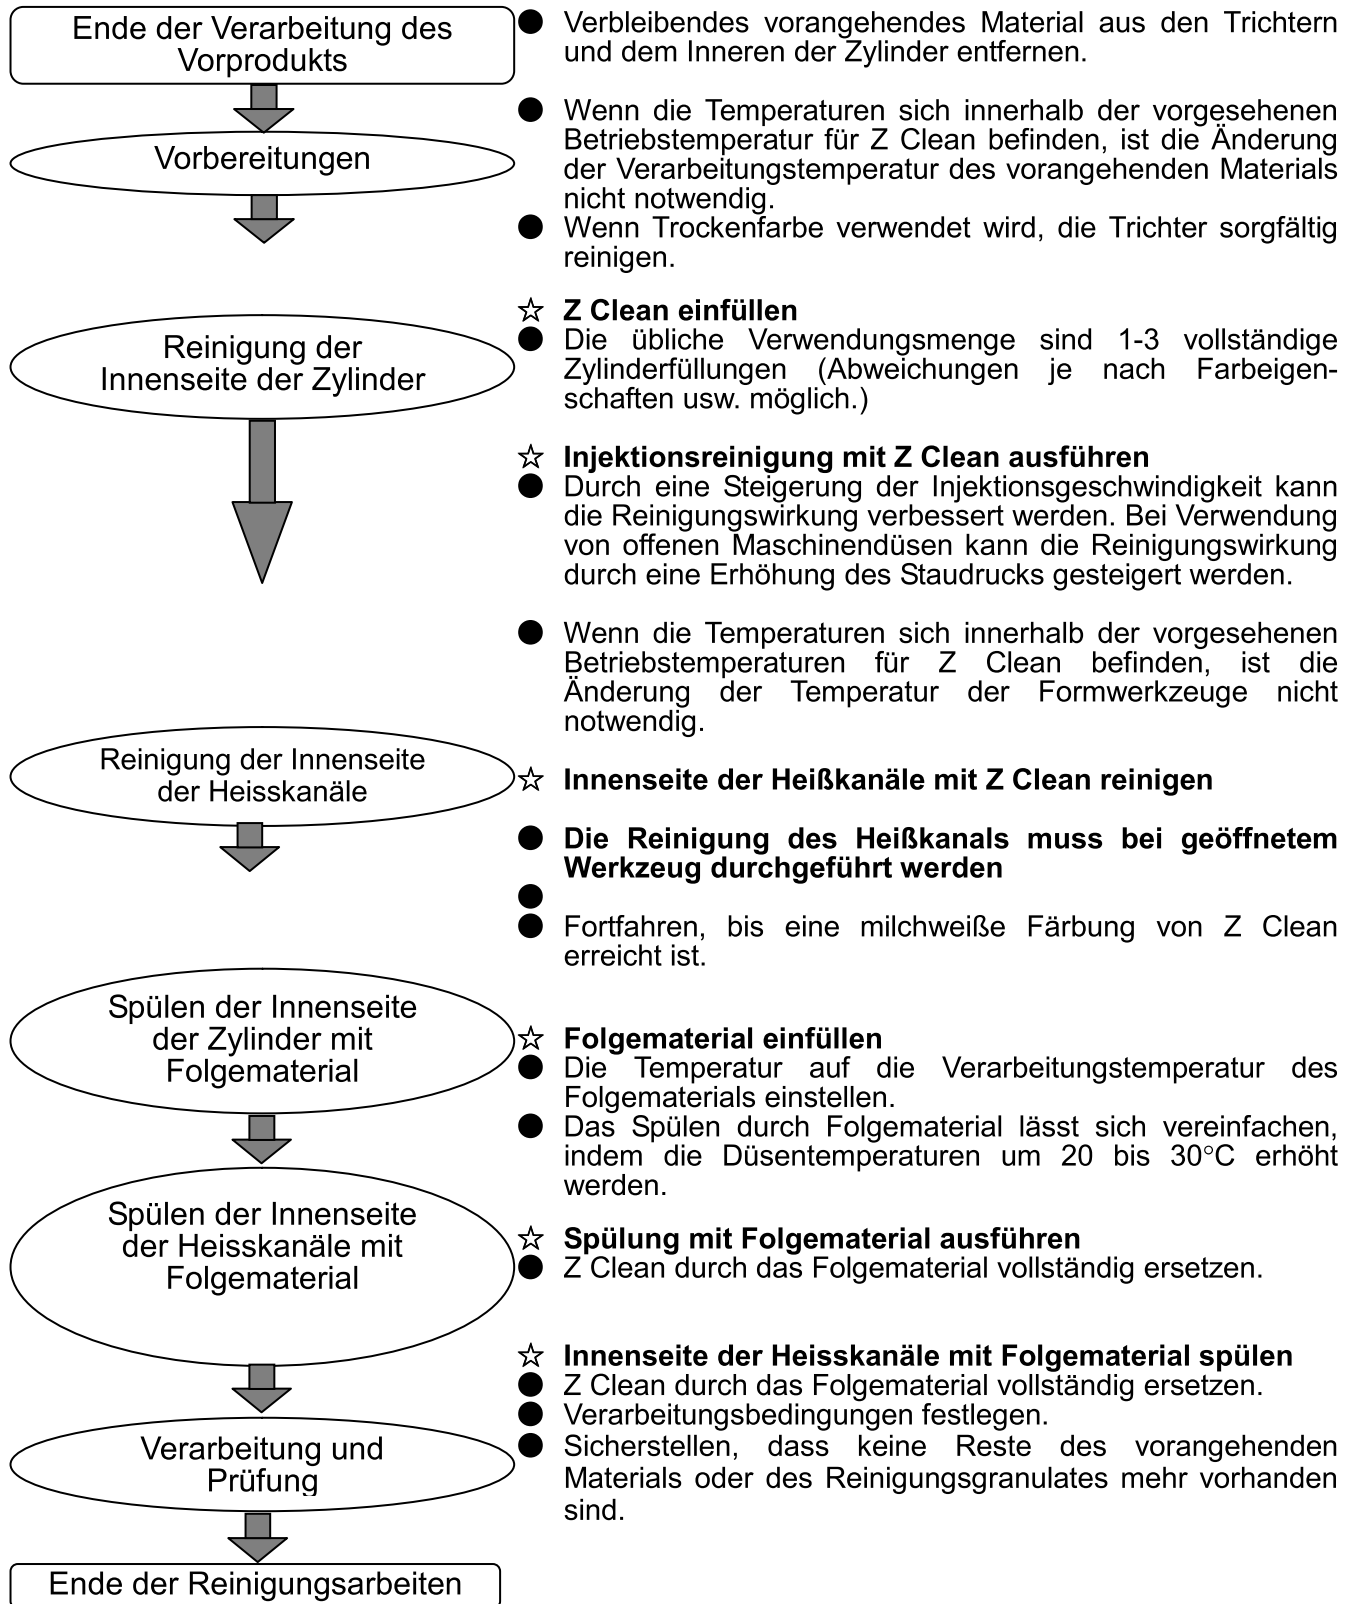 Ende der Verarbeitung des
Vorprodukts
● Verbleibendes vorangehendes Material aus den Trichtern
und dem Inneren der Zylinder entfernen.
Vorbereitungen
● Wenn die Temperaturen sich innerhalb der vorgesehenen
Betriebstemperatur für Z Clean befinden, ist die Änderung
der Verarbeitungstemperatur des vorangehenden Materials
nicht notwendig.
● Wenn Trockenfarbe verwendet wird, die Trichter sorgfältig
reinigen.
Reinigung der
Innenseite der Zylinder
☆ Z Clean einfüllen
● Die übliche Verwendungsmenge sind 1-3 vollständige
Zylinderfüllungen (Abweichungen je nach Farbeigen-
schaften usw. möglich.)
☆ Injektionsreinigung mit Z Clean ausführen
● Durch eine Steigerung der Injektionsgeschwindigkeit kann
die Reinigungswirkung verbessert werden. Bei Verwendung
von offenen Maschinendüsen kann die Reinigungswirkung
durch eine Erhöhung des Staudrucks gesteigert werden.
● Wenn die Temperaturen sich innerhalb der vorgesehenen
Betriebstemperaturen für Z Clean befinden, ist die
Änderung der Temperatur der Formwerkzeuge nicht
notwendig.
Reinigung der Innenseite
der Heisskanäle
☆ Innenseite der Heißkanäle mit Z Clean reinigen
● Die Reinigung des Heißkanals muss bei geöffnetem
Werkzeug durchgeführt werden
●
● Fortfahren, bis eine milchweiße Färbung von Z Clean
erreicht ist.
Spülen der Innenseite
der Zylinder mit
Folgematerial
☆ Folgematerial einfüllen
● Die Temperatur auf die Verarbeitungstemperatur des
Folgematerials einstellen.
● Das Spülen durch Folgematerial lässt sich vereinfachen,
indem die Düsentemperaturen um 20 bis 30°C erhöht
werden.
Spülen der Innenseite
der Heisskanäle mit
Folgematerial
☆ Spülung mit Folgematerial ausführen
● Z Clean durch das Folgematerial vollständig ersetzen.
☆ Innenseite der Heisskanäle mit Folgematerial spülen
● Z Clean durch das Folgematerial vollständig ersetzen.
● Verarbeitungsbedingungen festlegen.
Verarbeitung und
Prüfung
● Sicherstellen, dass keine Reste des vorangehenden
Materials oder des Reinigungsgranulates mehr vorhanden
sind.
Ende der Reinigungsarbeiten